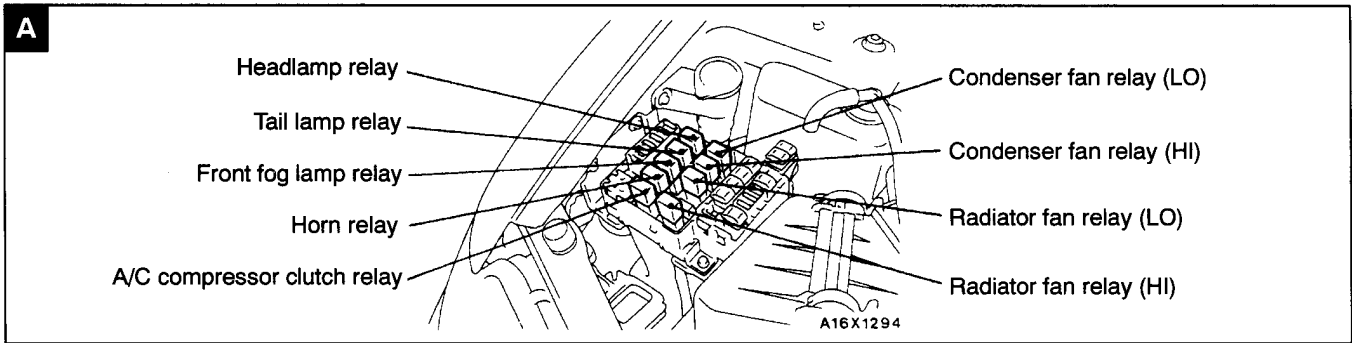 A
Headlamp relay
Tail lamp relay
Front fog lamp relay
Horn relay
A/C compressor clutch relay
Condenser fan relay (LO)
Condenser fan relay (HI)
Radiator fan relay (LO)
Radiator fan relay (HI)
A16X1294